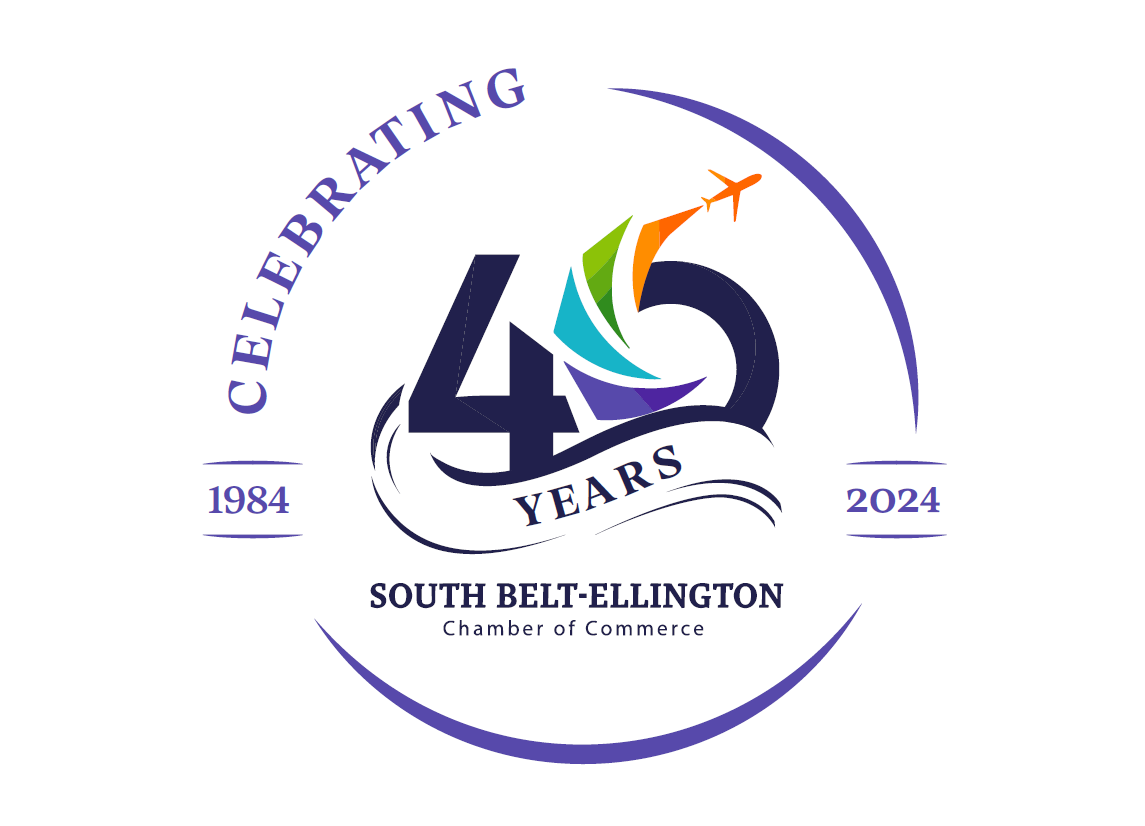 CELEBRATING
40
YEARS
1984
2024
SOUTH BELT-ELLINGTON
Chamber of Commerce